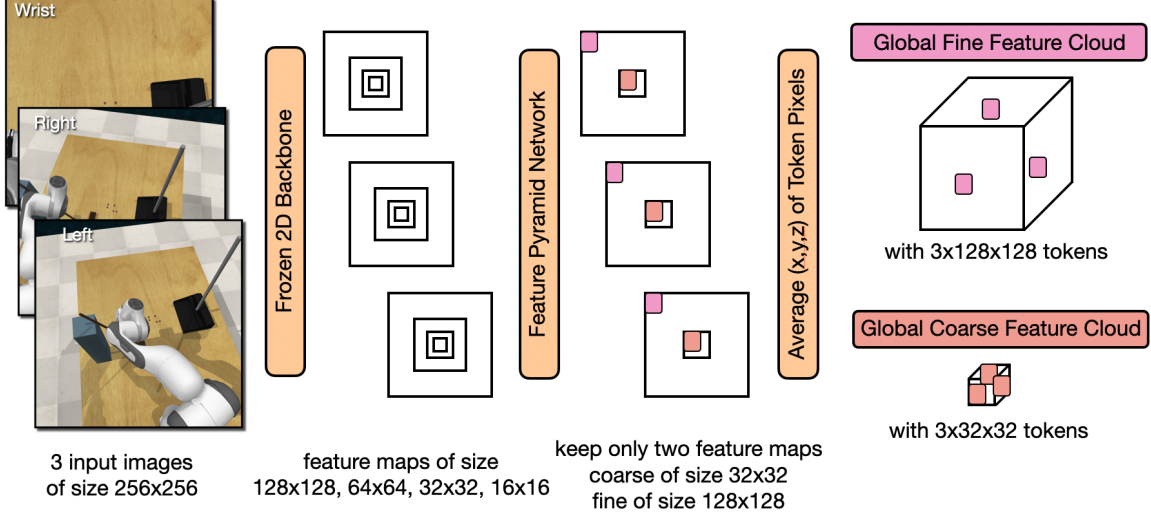 Wrist
Right
Left
3 input images
of size 256x256
Frozen 2D Backbone
feature maps of size
128x128, 64x64, 32x32, 16x16
Feature Pyramid Network
keep only two feature maps
coarse of size 32x32
fine of size 128x128
Average (x,y,z) of Token Pixels
Global Fine Feature Cloud
with 3x128x128 tokens
Global Coarse Feature Cloud
with 3x32x32 tokens